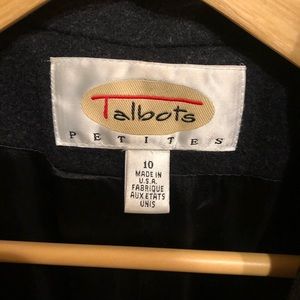 Talbots
PETITES
10
MADE IN
U.S.A.
FABRIQUE
AUX ETATS
UNIS